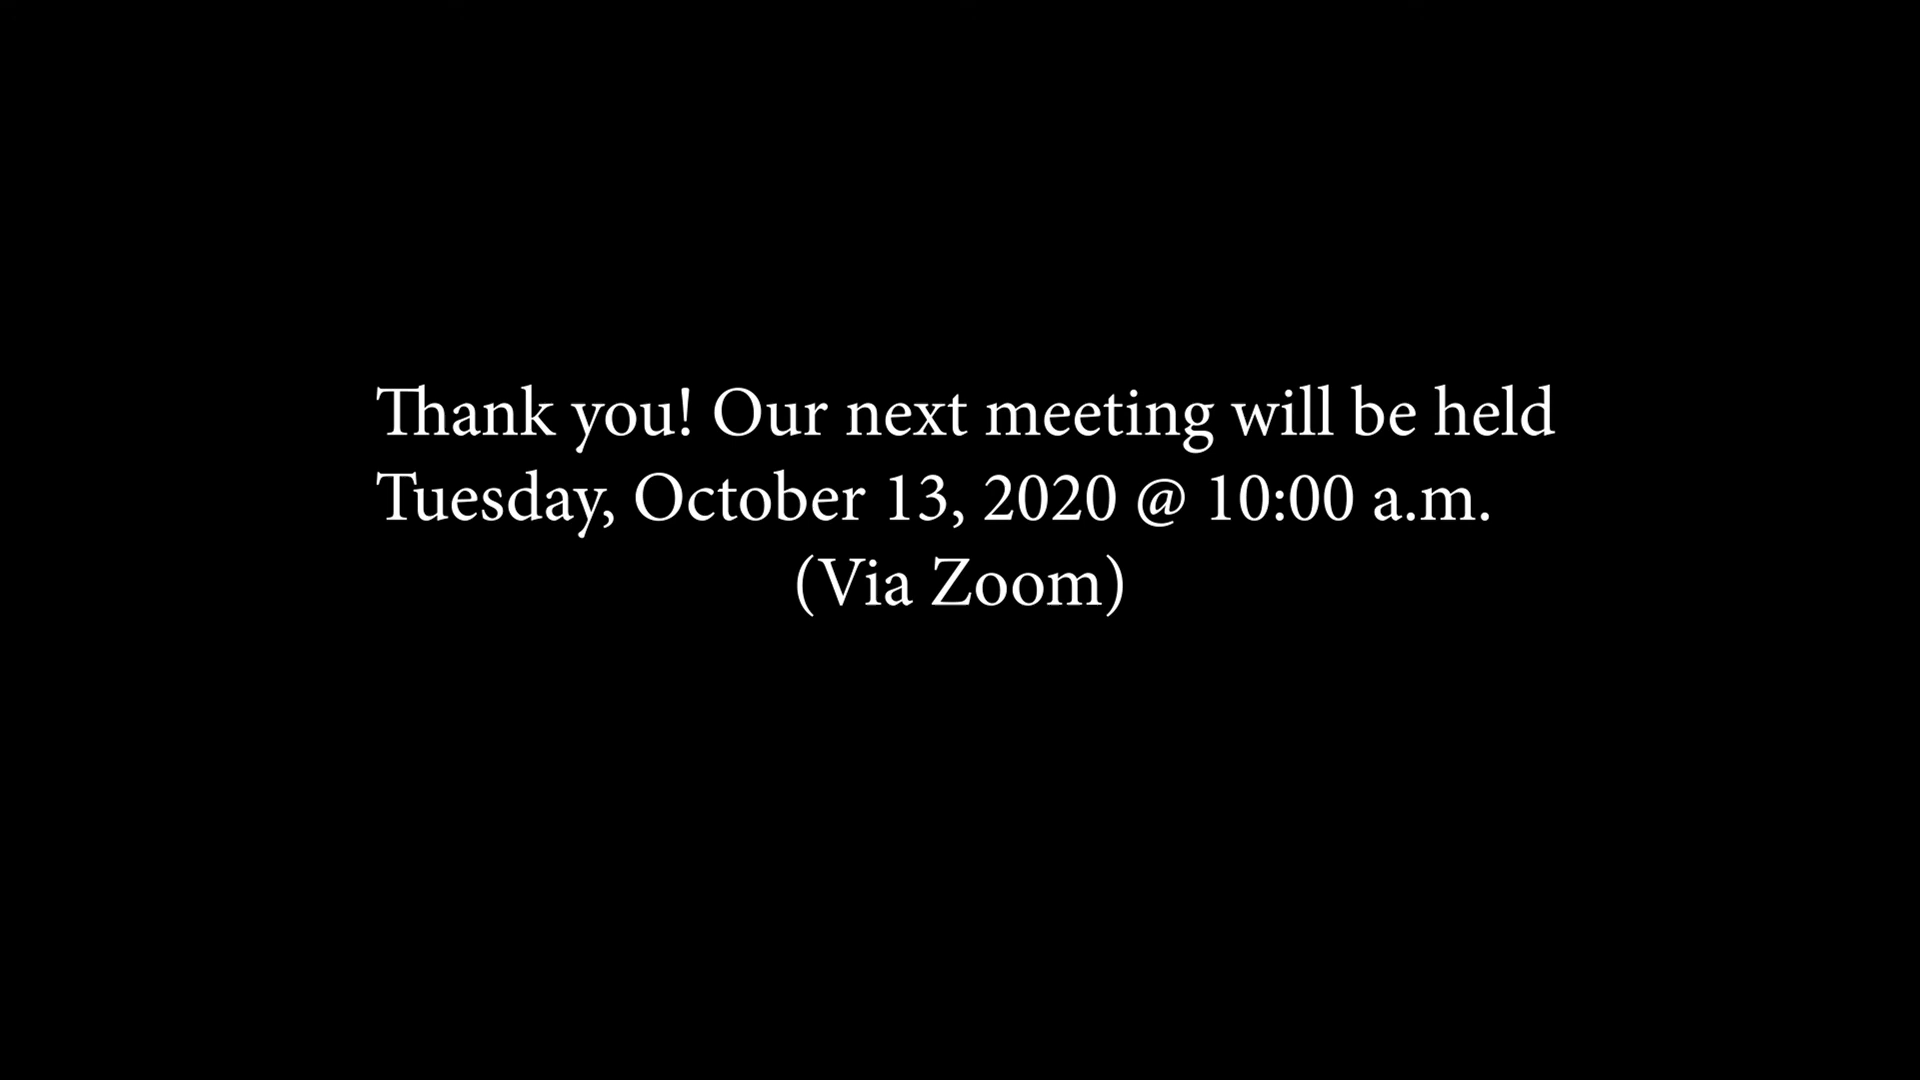 Thank you! Our next meeting will be held
Tuesday, October 13, 2020 @ 10:00 a.m.
(Via Zoom)